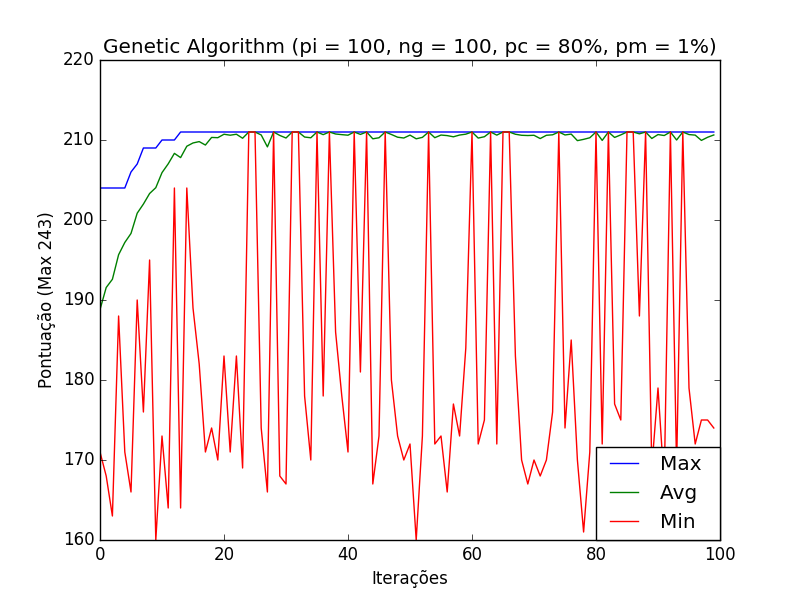 Genetic Algorithm (pi = 100, ng = 100, pc = 80%, pm = 1%)
220
210
200
190
180
170
160
Pontuação (Max 243)
0 20 40 60 80 100
Iterações
Max
Avg
Min